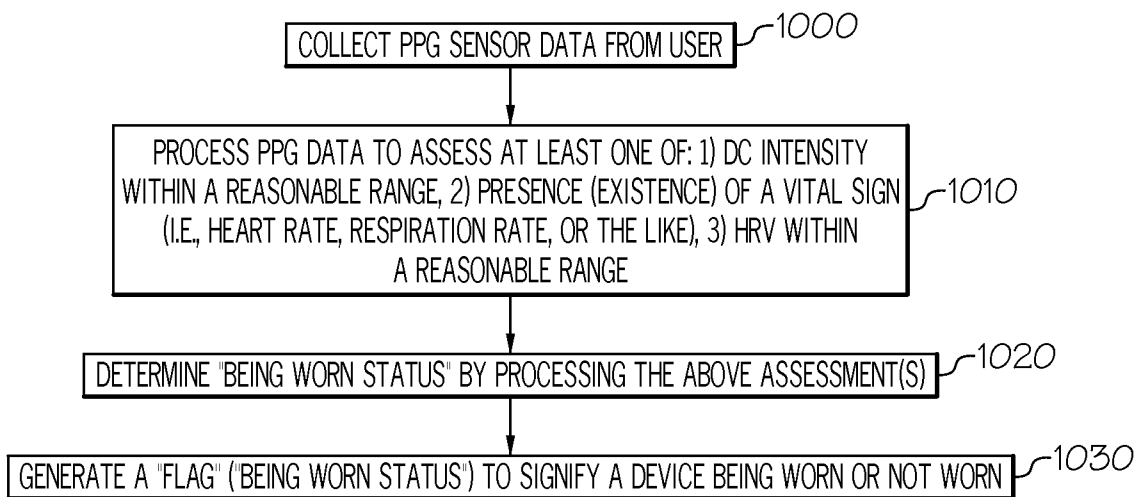 COLLECT PPG SENSOR DATA FROM USER
1000
PROCESS PPG DATA TO ASSESS AT LEAST ONE OF: 1) DC INTENSITY
WITHIN A REASONABLE RANGE, 2) PRESENCE (EXISTENCE) OF A VITAL SIGN
(I.E., HEART RATE, RESPIRATION RATE, OR THE LIKE), 3) HRV WITHIN
A REASONABLE RANGE
1010
DETERMINE "BEING WORN STATUS" BY PROCESSING THE ABOVE ASSESSMENT(S)
1020
GENERATE A "FLAG" ("BEING WORN STATUS") TO SIGNIFY A DEVICE BEING WORN OR NOT WORN
1030